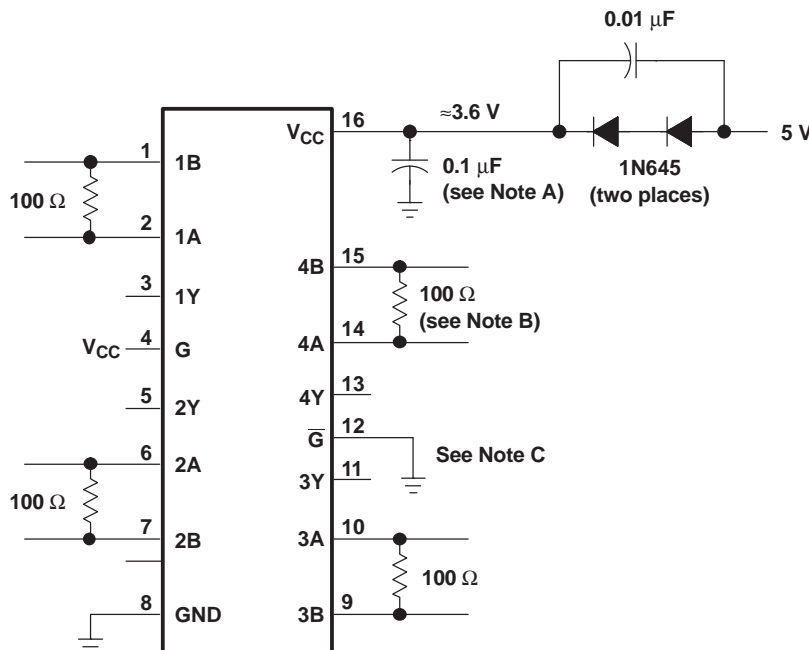 0.01 μF
16
VCC
≈3.6 V
5 V
1
1B
0.1 μF
(see Note A)
1N645
(two places)
100 Ω
2
1A
15
4B
3
1Y
100 Ω
(see Note B)
VCC
4
G
14
4A
5
2Y
13
4Y
12
G̅
See Note C
6
2A
11
3Y
100 Ω
7
2B
10
3A
100 Ω
8
GND
9
3B